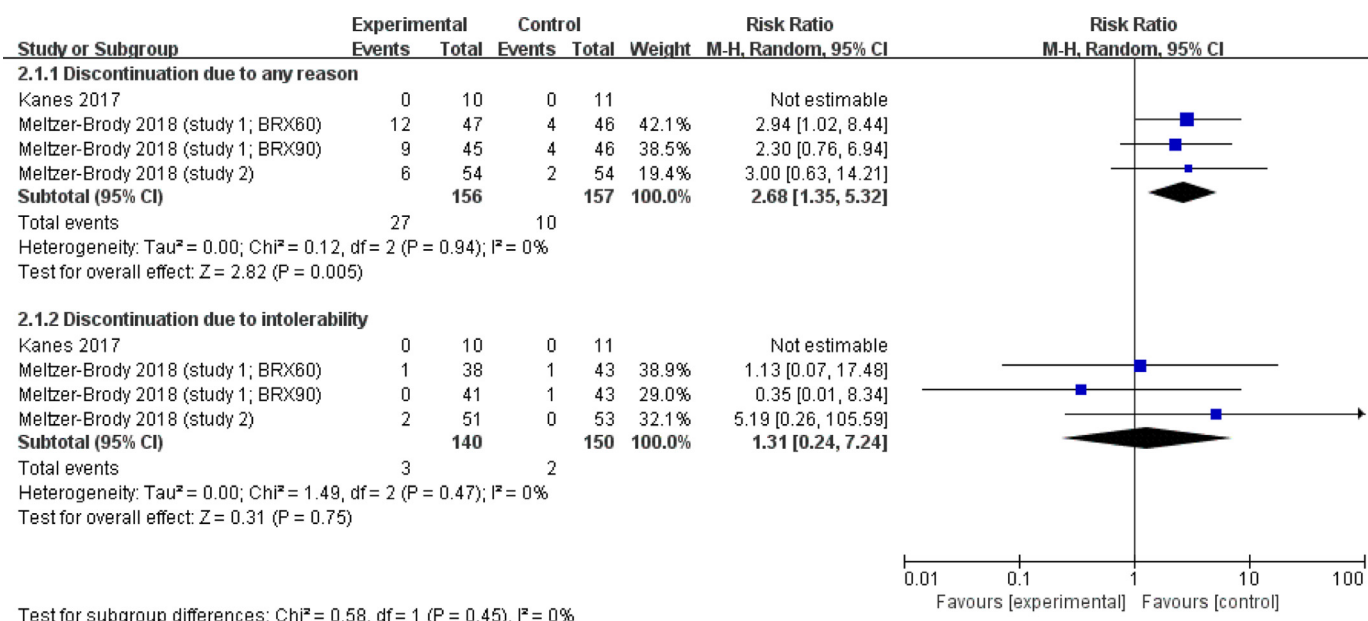 Experimental Control Risk Ratio Risk Ratio
Study or Subgroup Events Total Events Total Weight M-H, Random, 95% CI M-H, Random, 95% CI
2.1.1 Discontinuation due to any reason
Kanes 2017 0 10 0 11 Not estimable
Meltzer-Brody 2018 (study 1; BRX60) 12 47 4 46 42.1% 2.94 [1.02, 8.44]
Meltzer-Brody 2018 (study 1; BRX90) 9 45 4 46 38.5% 2.30 [0.76, 6.94]
Meltzer-Brody 2018 (study 2) 6 54 2 54 19.4% 3.00 [0.63, 14.21]
Subtotal (95% CI) 156 157 100.0% 2.68 [1.35, 5.32]
Total events 27 10
Heterogeneity: Tau² = 0.00; Chi² = 0.12, df = 2 (P = 0.94); I² = 0%
Test for overall effect: Z = 2.82 (P = 0.005)
2.1.2 Discontinuation due to intolerability
Kanes 2017 0 10 0 11 Not estimable
Meltzer-Brody 2018 (study 1; BRX60) 1 38 1 43 38.9% 1.13 [0.07, 17.48]
Meltzer-Brody 2018 (study 1; BRX90) 0 41 1 43 29.0% 0.35 [0.01, 8.34]
Meltzer-Brody 2018 (study 2) 2 51 0 53 32.1% 5.19 [0.26, 105.59]
Subtotal (95% CI) 140 150 100.0% 1.31 [0.24, 7.24]
Total events 3 2
Heterogeneity: Tau² = 0.00; Chi² = 1.49, df = 2 (P = 0.47); I² = 0%
Test for overall effect: Z = 0.31 (P = 0.75)
0.01 0.1 1 10 100
Favours [experimental] Favours [control]
Test for subgroup differences: Chi² = 0.58, df = 1 (P = 0.45), I² = 0%